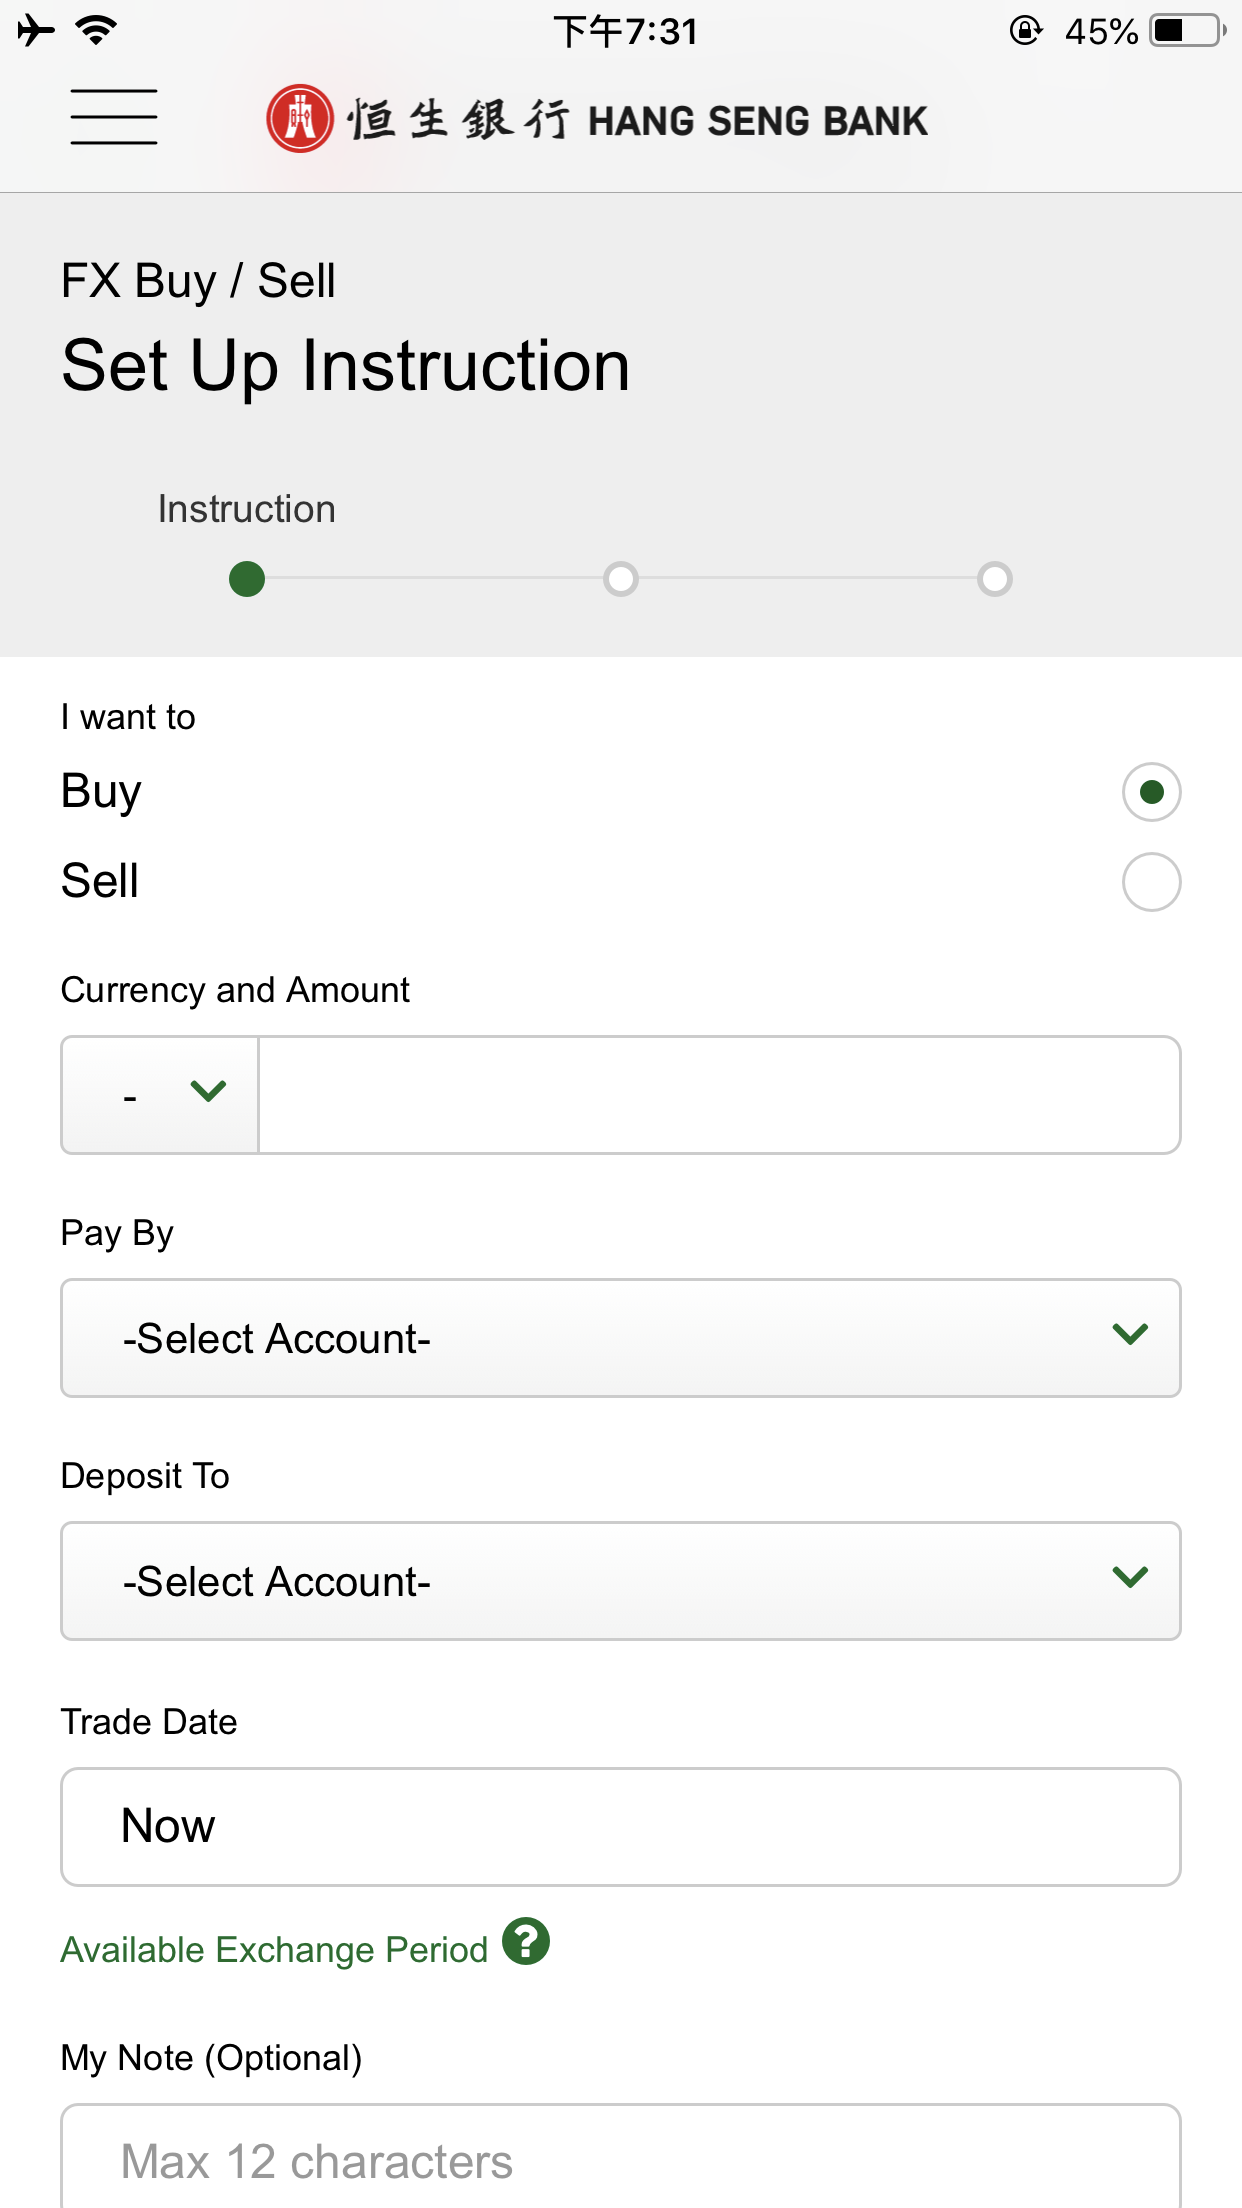 下午7:31
45%
恒生銀行 HANG SENG BANK
FX Buy / Sell
Set Up Instruction
Instruction
I want to
Buy
Sell
Currency and Amount
-
Pay By
-Select Account-
Deposit To
-Select Account-
Trade Date
Now
Available Exchange Period ?
My Note (Optional)
Max 12 characters